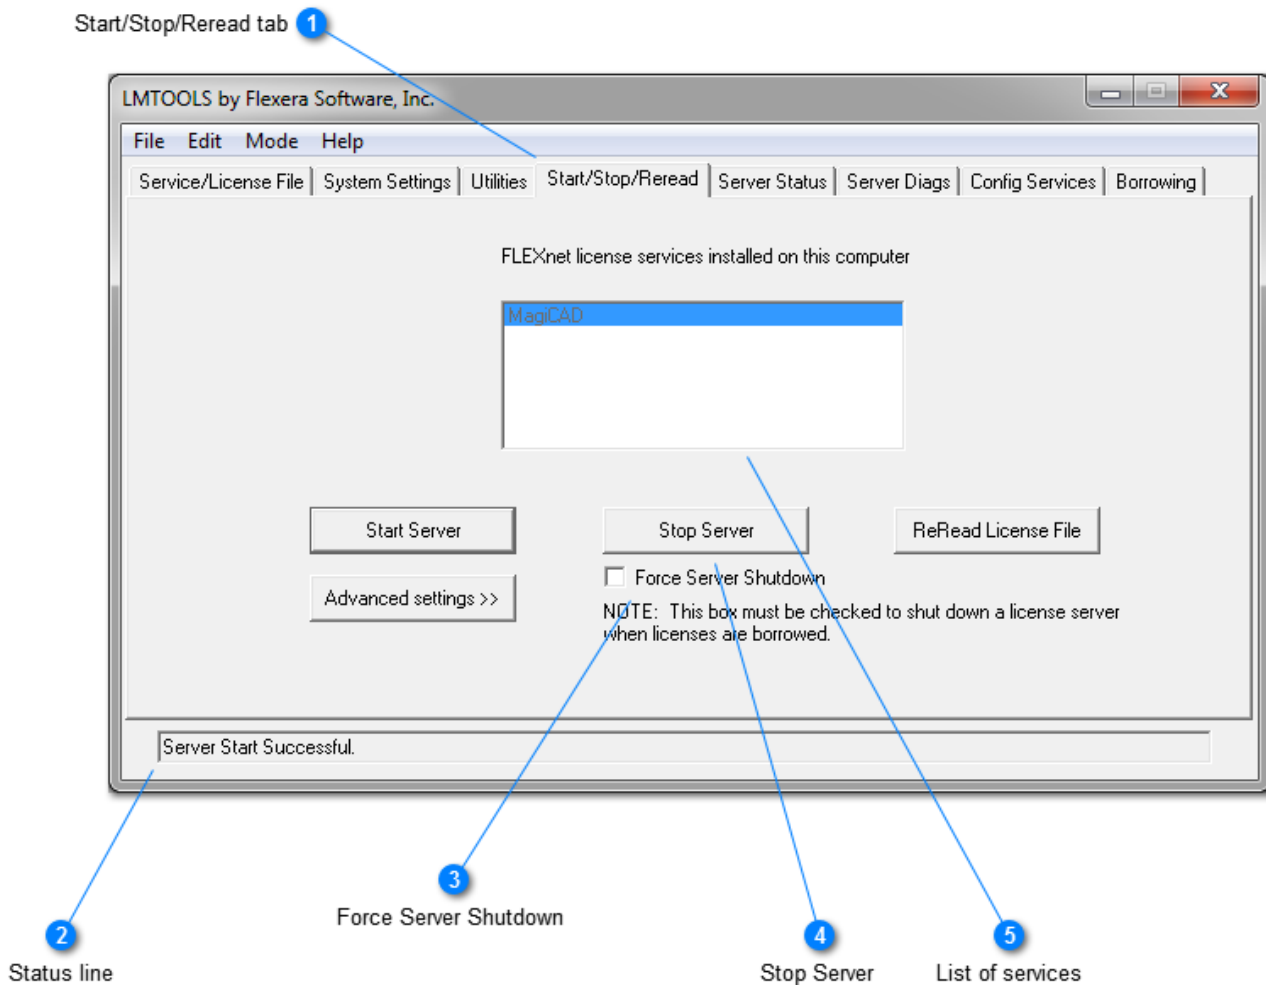 Start/Stop/Reread tab 1
LMTOOLS by Flexera Software, Inc.
File Edit Mode Help
Service/License File System Settings Utilities Start/Stop/Reread Server Status Server Diags Config Services Borrowing
FLEXnet license services installed on this computer
MagiCAD
Start Server Stop Server ReRead License File
Advanced settings >> Force Server Shutdown
NOTE: This box must be checked to shut down a license server
when licenses are borrowed.
Server Start Successful.
3
Force Server Shutdown
2 4 5
Status line Stop Server List of services